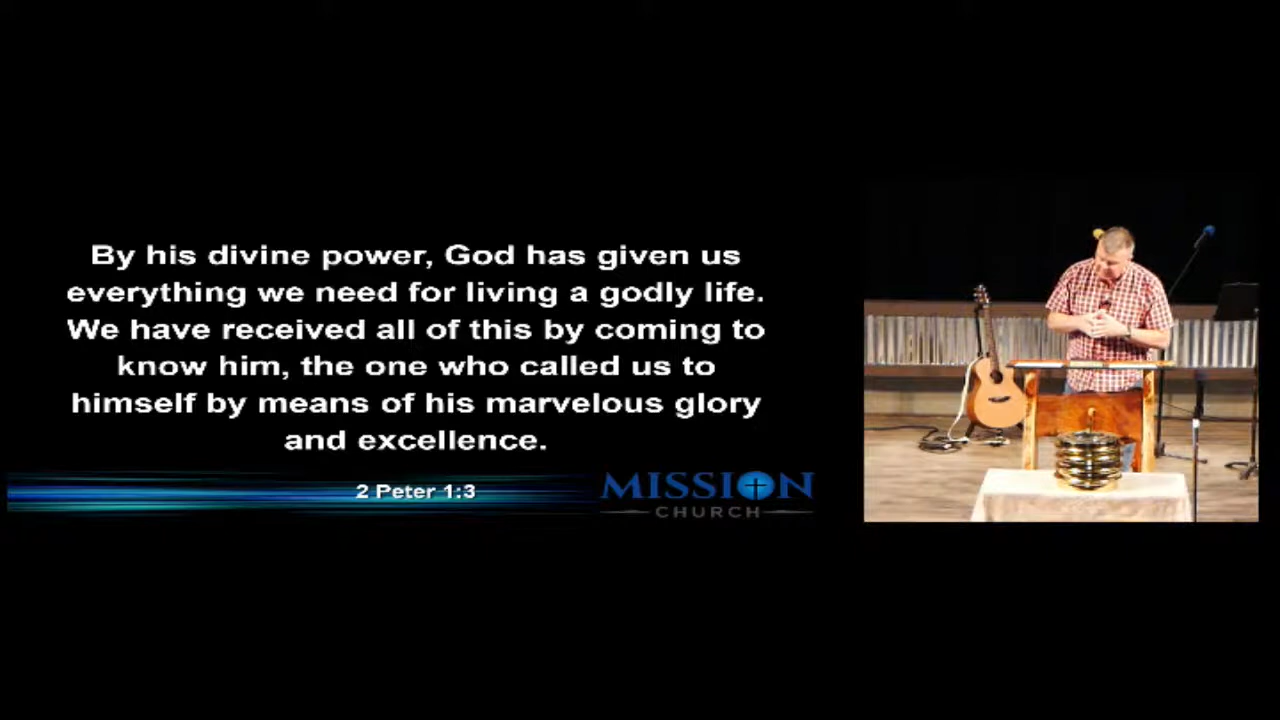 By his divine power, God has given us
everything we need for living a godly life.
We have received all of this by coming to
know him, the one who called us to
himself by means of his marvelous glory
and excellence.
2 Peter 1:3
MISSION
CHURCH